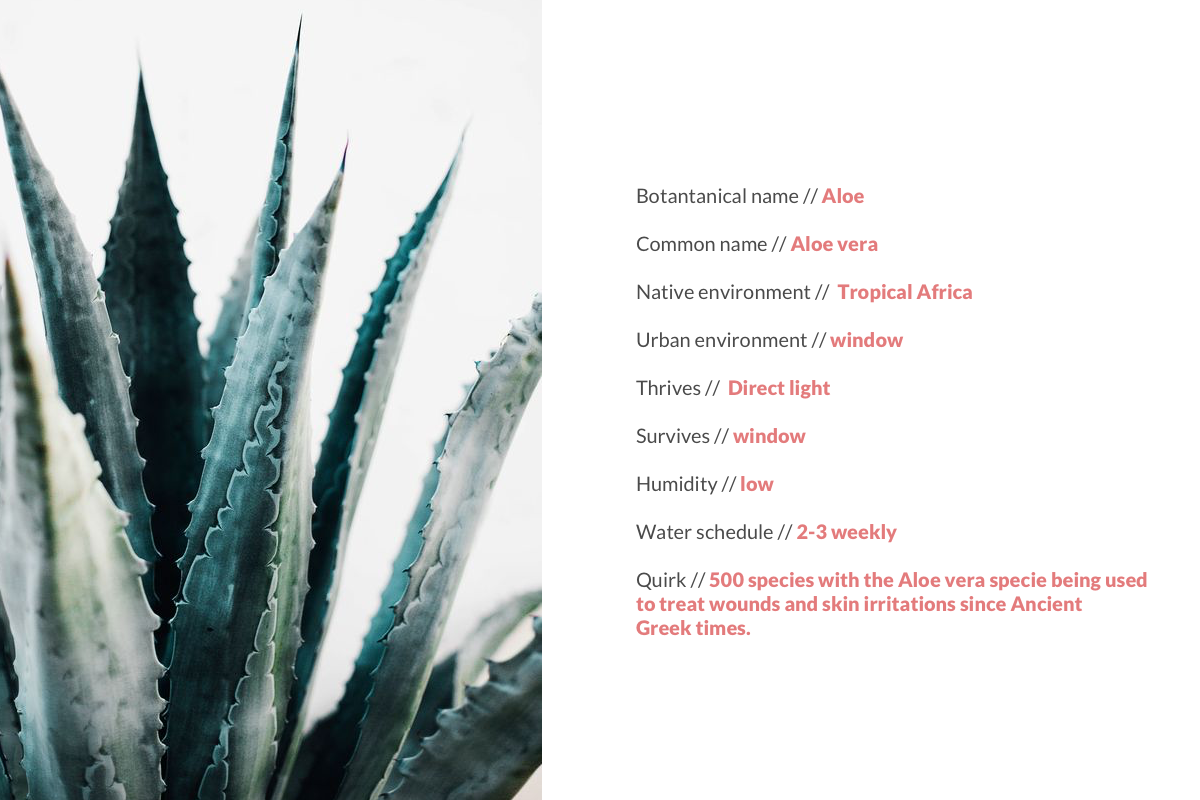 Botantanical name // Aloe
Common name // Aloe vera
Native environment // Tropical Africa
Urban environment // window
Thrives // Direct light
Survives // window
Humidity // low
Water schedule // 2-3 weekly
Quirk // 500 species with the Aloe vera specie being used
to treat wounds and skin irritations since Ancient
Greek times.